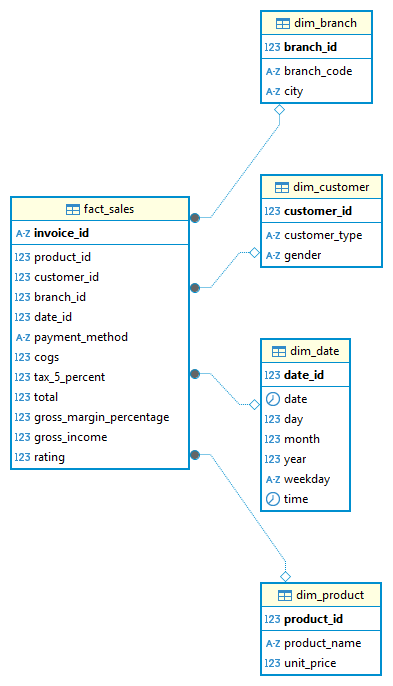 dim_branch
123 branch_id
A-Z branch_code
A-Z city
dim_customer
123 customer_id
A-Z customer_type
A-Z gender
fact_sales
A-Z invoice_id
123 product_id
123 customer_id
123 branch_id
123 date_id
A-Z payment_method
123 cogs
123 tax_5_percent
123 total
123 gross_margin_percentage
123 gross_income
123 rating
dim_date
123 date_id
date
123 day
123 month
123 year
A-Z weekday
time
dim_product
123 product_id
A-Z product_name
123 unit_price